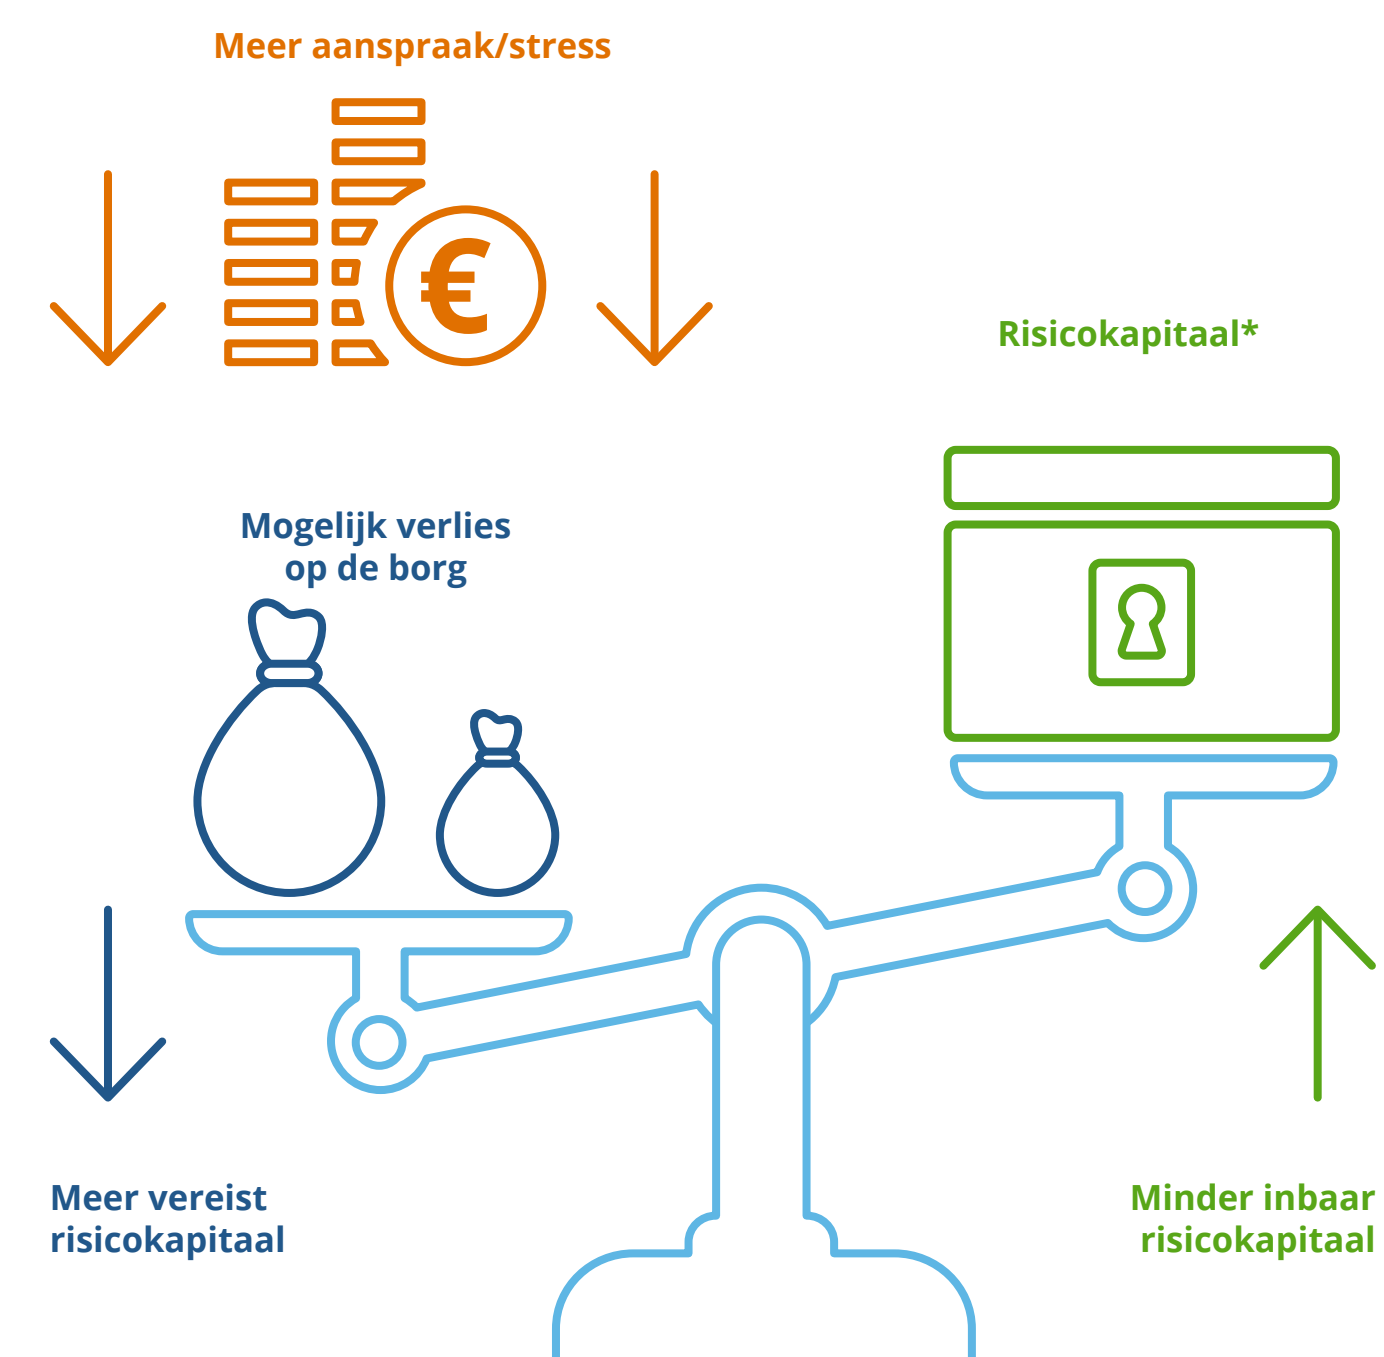 Meer aanspraak/stress
€
Risicokapitaal*
Mogelijk verlies
op de borg
Meer vereist
risicokapitaal
Minder inbaar
risicokapitaal